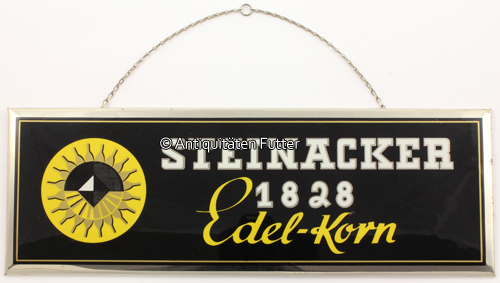 © Antiquitäten Futter
STEINACKER
1828
Edel-Korn